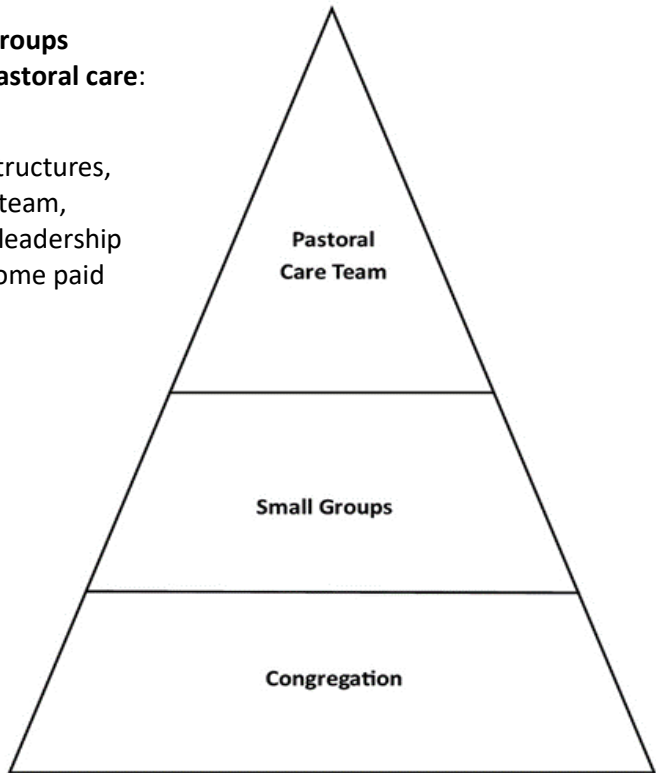 roups
astoral care:
tructures,
team,
leadership
ome paid
Pastoral
Care Team
Small Groups
Congregation